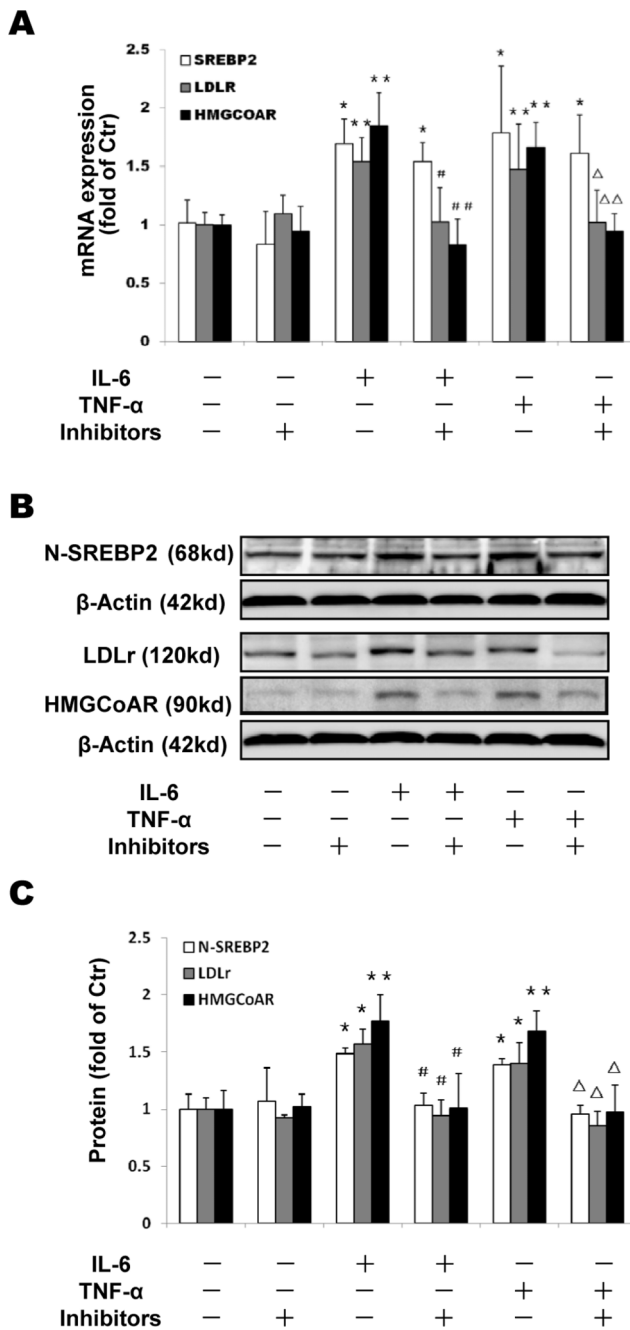 A
2.5
2
1.5
1
0.5
0
mRNA expression
(fold of Ctr)
SREBP2
LDLR
HMGCOAR
* ** **
* # ##
* ** **
* △ △△
IL-6 − − + + − −
TNF-α − − − − + +
Inhibitors − + − + − +
B
N-SREBP2 (68kd)
β-Actin (42kd)
LDLr (120kd)
HMGCoAR (90kd)
β-Actin (42kd)
IL-6 − − + + − −
TNF-α − − − − + +
Inhibitors − + − + − +
C
2.5
2
1.5
1
0.5
0
Protein (fold of Ctr)
N-SREBP2
LDLr
HMGCoAR
* * **
# # #
* * **
△ △ △
IL-6 − − + + − −
TNF-α − − − − + +
Inhibitors − + − + − +